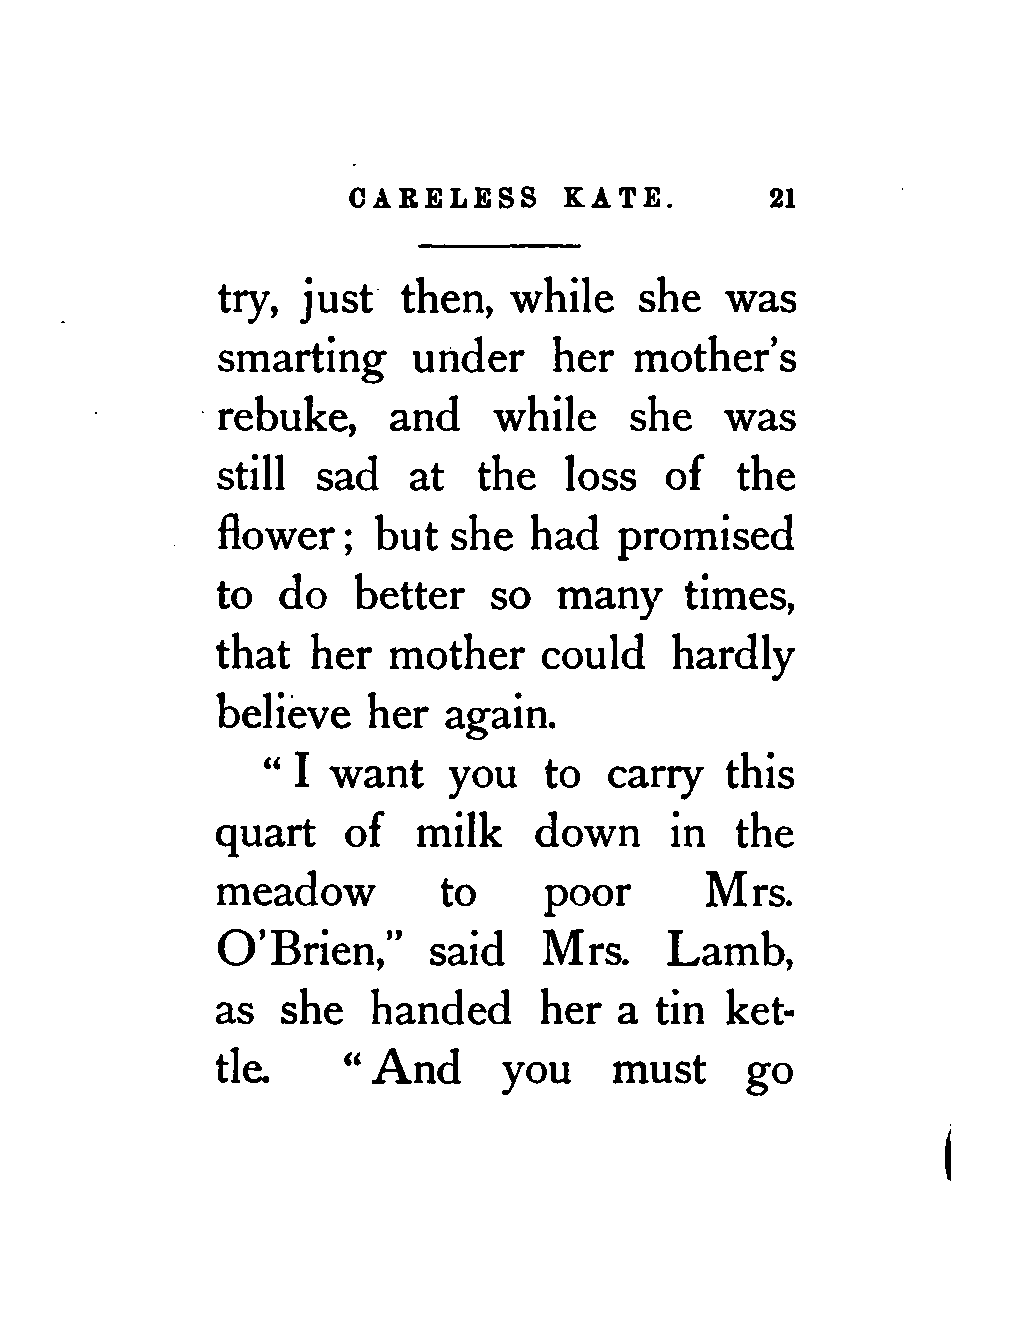 CARELESS KATE. 21
try, just then, while she was
smarting under her mother's
rebuke, and while she was
still sad at the loss of the
flower; but she had promised
to do better so many times,
that her mother could hardly
believe her again.
"I want you to carry this
quart of milk down in the
meadow to poor Mrs.
O'Brien," said Mrs. Lamb,
as she handed her a tin ket-
tle. "And you must go